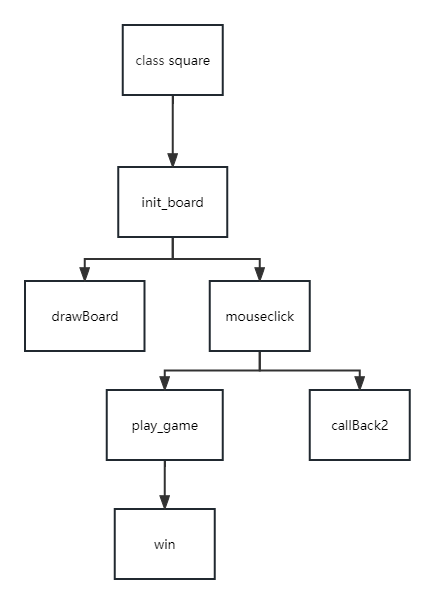 class square
init_board
drawBoard
mouseclick
play_game
callBack2
win